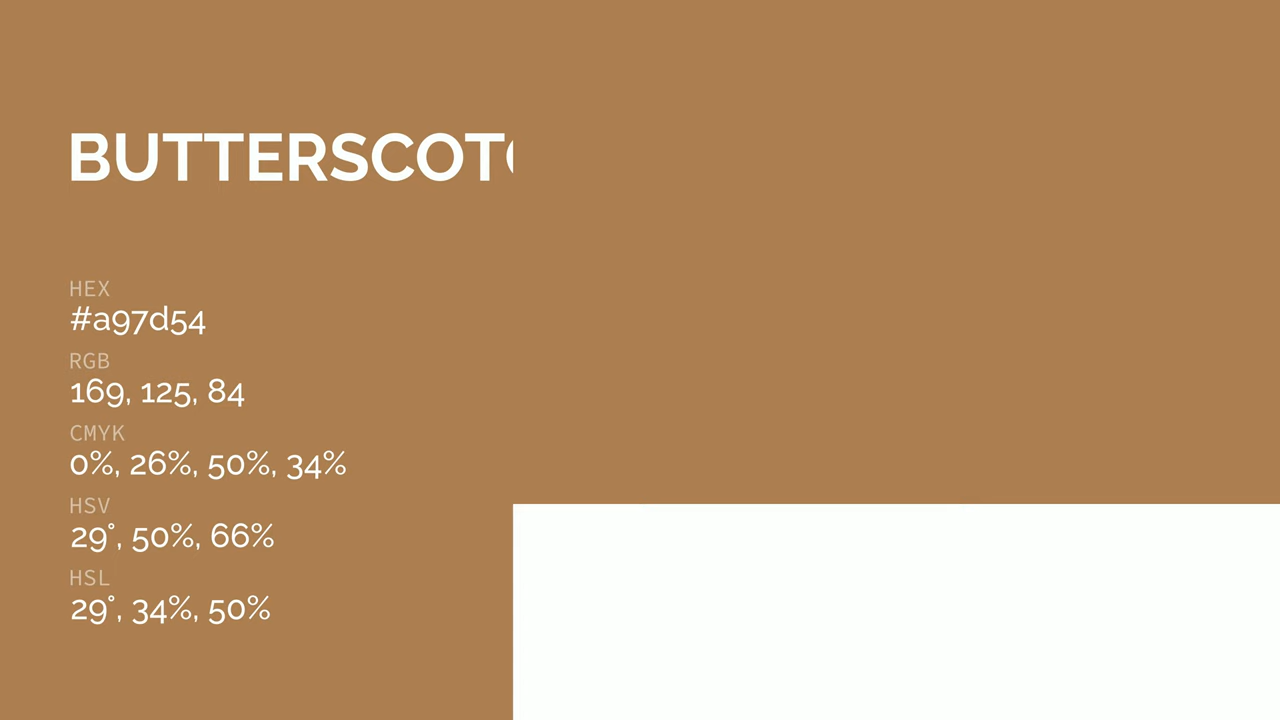 BUTTERSCOT
HEX
#a97d54
RGB
169, 125, 84
CMYK
0%, 26%, 50%, 34%
HSV
29°, 50%, 66%
HSL
29°, 34%, 50%